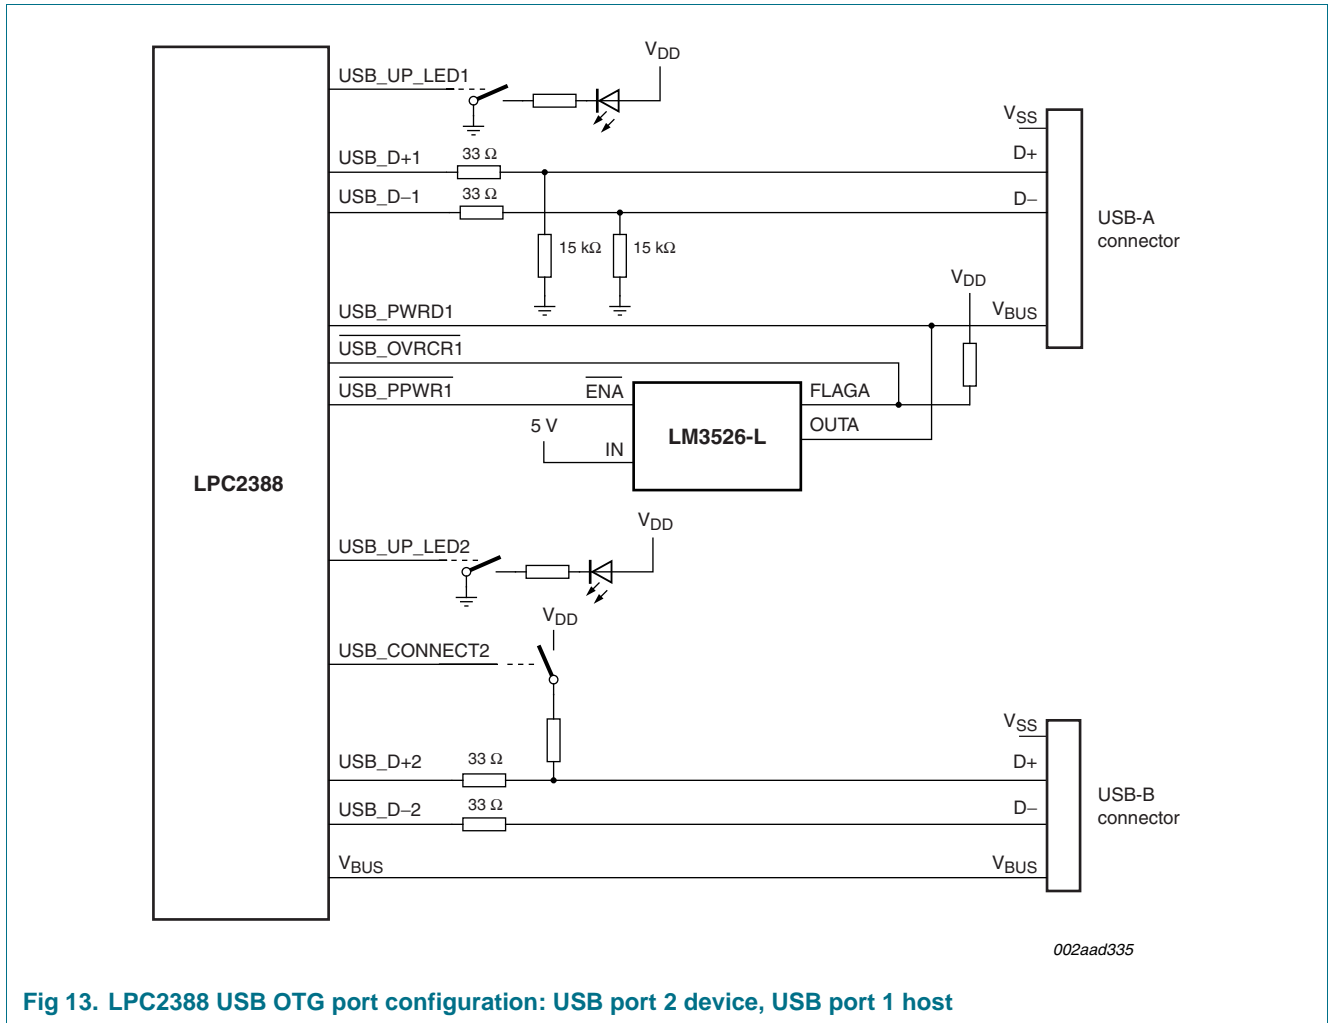 VDD
USB_UP_LED1
VSS
USB_D+1
33 Ω
D+
USB_D−1
33 Ω
D−
USB-A
connector
15 kΩ
15 kΩ
VDD
USB_PWRD1
VBUS
USB_OVRCR1
USB_PPWR1
ENA
FLAGA
5 V
OUTA
IN
LM3526-L
LPC2388
VDD
USB_UP_LED2
VDD
USB_CONNECT2
VSS
USB_D+2
33 Ω
D+
USB_D−2
33 Ω
D−
USB-B
connector
VBUS
VBUS
002aad335
Fig 13. LPC2388 USB OTG port configuration: USB port 2 device, USB port 1 host